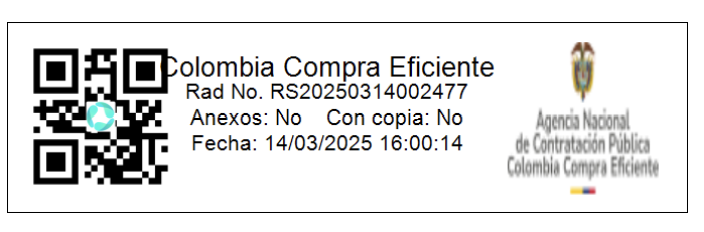 Colombia Compra Eficiente
Rad No. RS20250314002477
Anexos: No Con copia: No
Fecha: 14/03/2025 16:00:14
Agencia Nacional
de Contratación Pública
Colombia Compra Eficiente